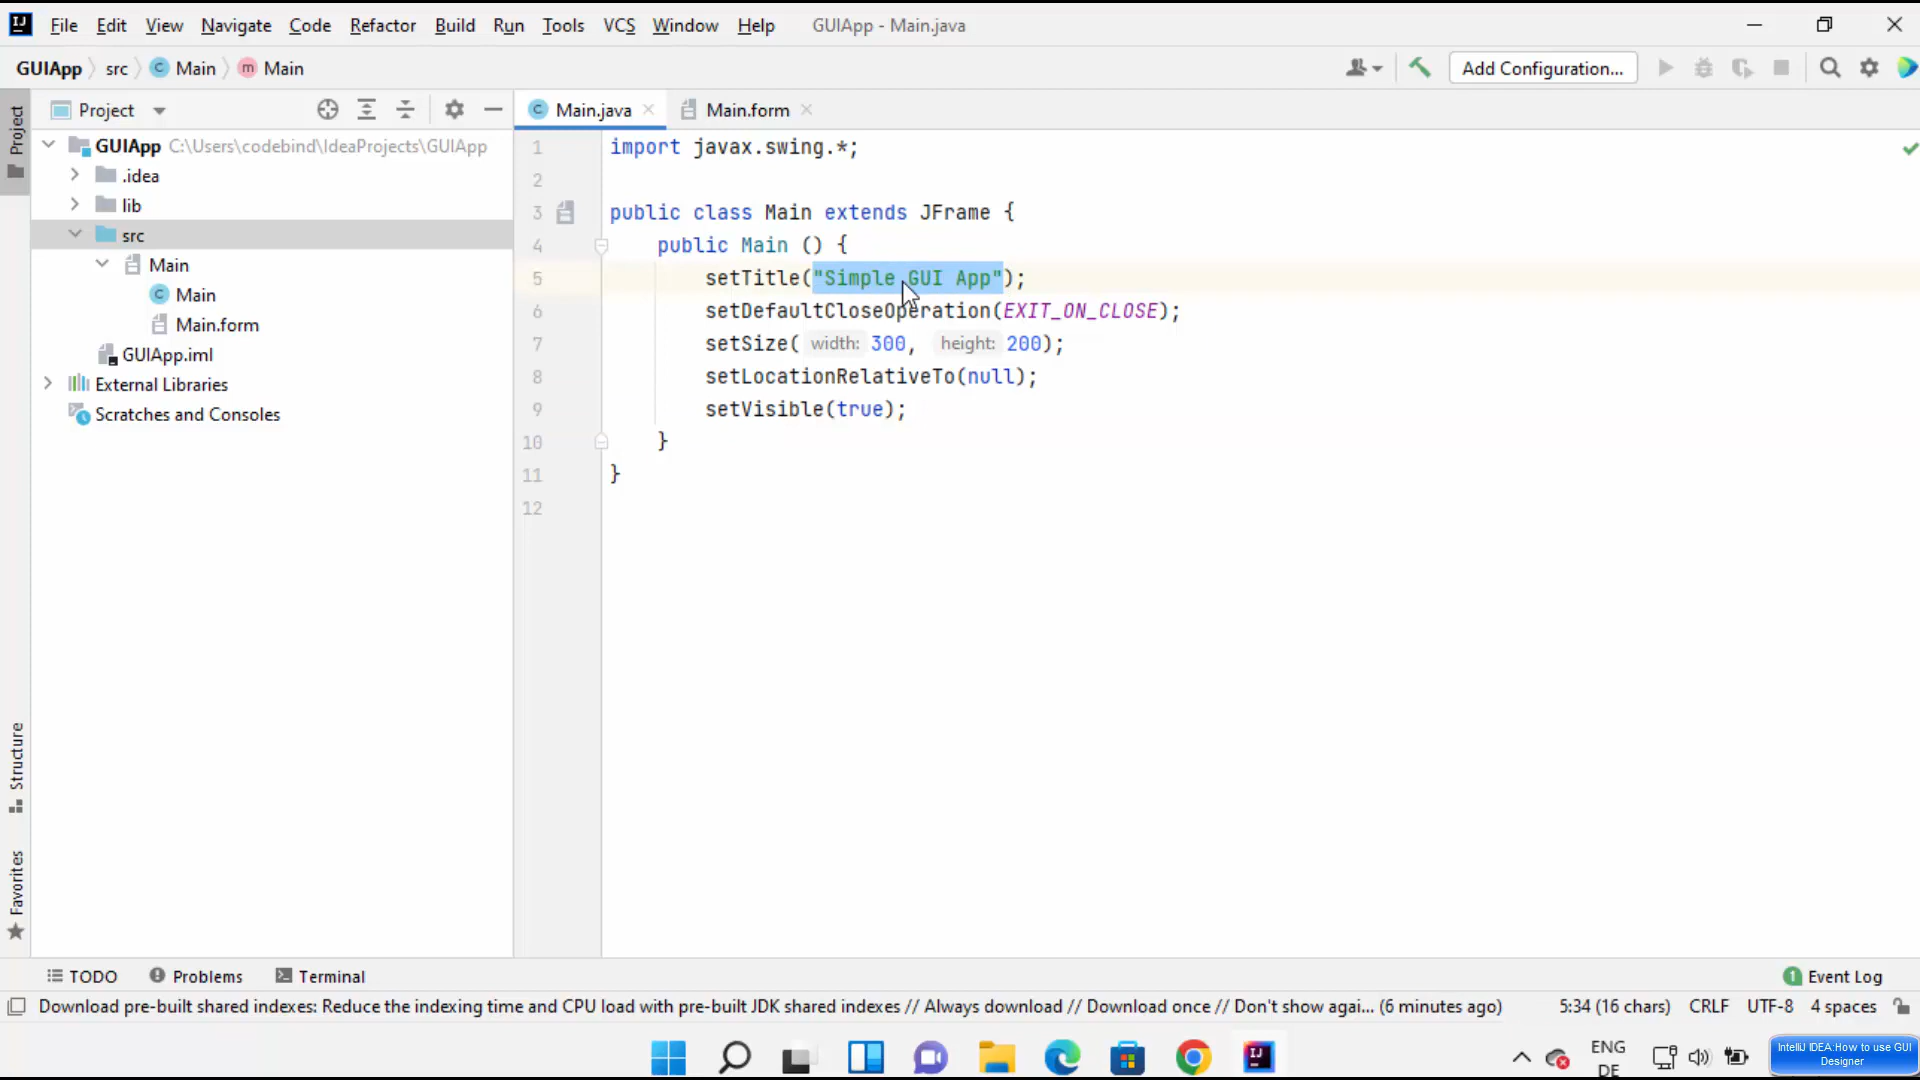 IJ File Edit View Navigate Code Refactor Build Run Tools VCS Window Help GUIApp - Main.java
GUIApp src C Main m Main Add Configuration...
Project Main.java Main.form
Project
GUIApp C:\Users\codebind\IdeaProjects\GUIApp
.idea
lib
src
Main
C Main
Main.form
GUIApp.iml
External Libraries
Scratches and Consoles
1 import javax.swing.*;
2
3 public class Main extends JFrame {
4 public Main () {
5 setTitle("Simple GUI App");
6 setDefaultCloseOperation(EXIT_ON_CLOSE);
7 setSize( width: 300, height: 200);
8 setLocationRelativeTo(null);
9 setVisible(true);
10 }
11 }
12
Structure
Favorites
TODO Problems Terminal 1 Event Log
Download pre-built shared indexes: Reduce the indexing time and CPU load with pre-built JDK shared indexes // Always download // Download once // Don't show agai... (6 minutes ago) 5:34 (16 chars) CRLF UTF-8 4 spaces
IJ ENG
DE
IntelliJ IDEA:How to use GUI
Designer